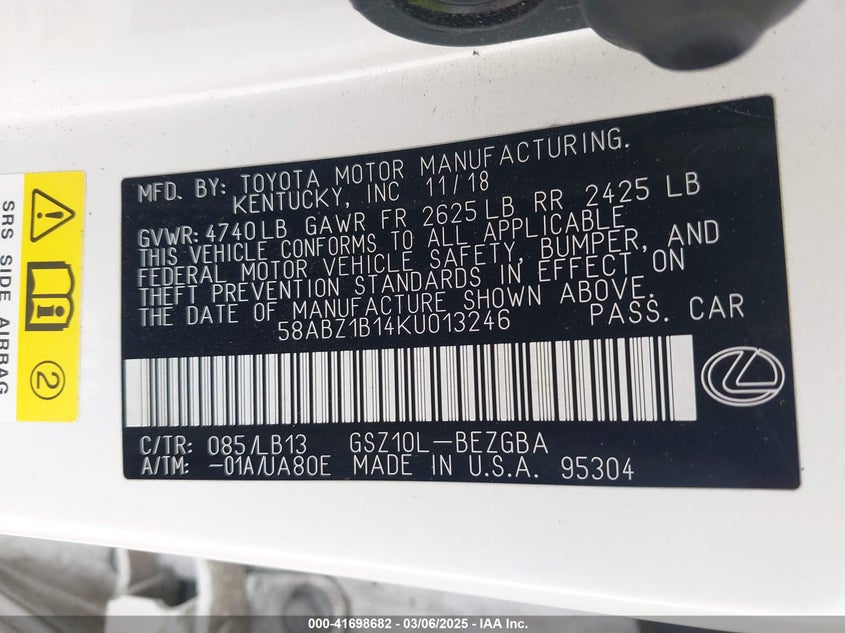 MFD. BY: TOYOTA MOTOR MANUFACTURING.
KENTUCKY, INC 11/18
GVWR: 4740 LB GAWR FR 2625 LB RR 2425 LB
THIS VEHICLE CONFORMS TO ALL APPLICABLE
FEDERAL MOTOR VEHICLE SAFETY, BUMPER, AND
THEFT PREVENTION STANDARDS IN EFFECT ON
THE DATE OF MANUFACTURE SHOWN ABOVE.
58ABZ1B14KU013246 PASS. CAR
C/TR: 085/LB13 GSZ10L-BEZGBA
A/TM: -01A/UA80E MADE IN U.S.A. 95304
SRS SIDE AIRBAG
2
000-41698682 - 03/06/2025 - IAA Inc.